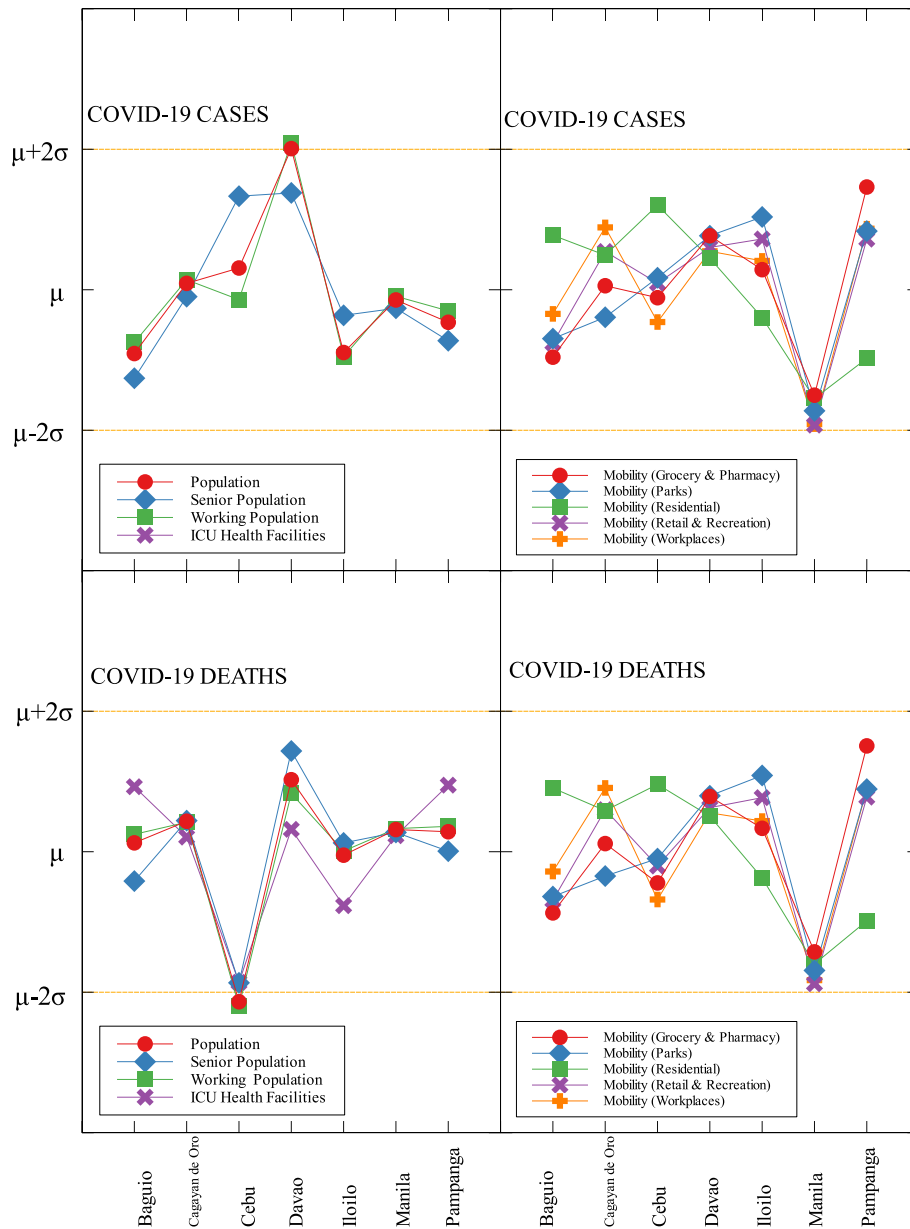 COVID-19 CASES
COVID-19 CASES
μ+2σ
μ
μ-2σ
Population
Senior Population
Working Population
ICU Health Facilities
Mobility (Grocery & Pharmacy)
Mobility (Parks)
Mobility (Residential)
Mobility (Retail & Recreation)
Mobility (Workplaces)
COVID-19 DEATHS
COVID-19 DEATHS
μ+2σ
μ
μ-2σ
Population
Senior Population
Working Population
ICU Health Facilities
Mobility (Grocery & Pharmacy)
Mobility (Parks)
Mobility (Residential)
Mobility (Retail & Recreation)
Mobility (Workplaces)
Baguio
Cagayan de Oro
Cebu
Davao
Iloilo
Manila
Pampanga
Baguio
Cagayan de Oro
Cebu
Davao
Iloilo
Manila
Pampanga